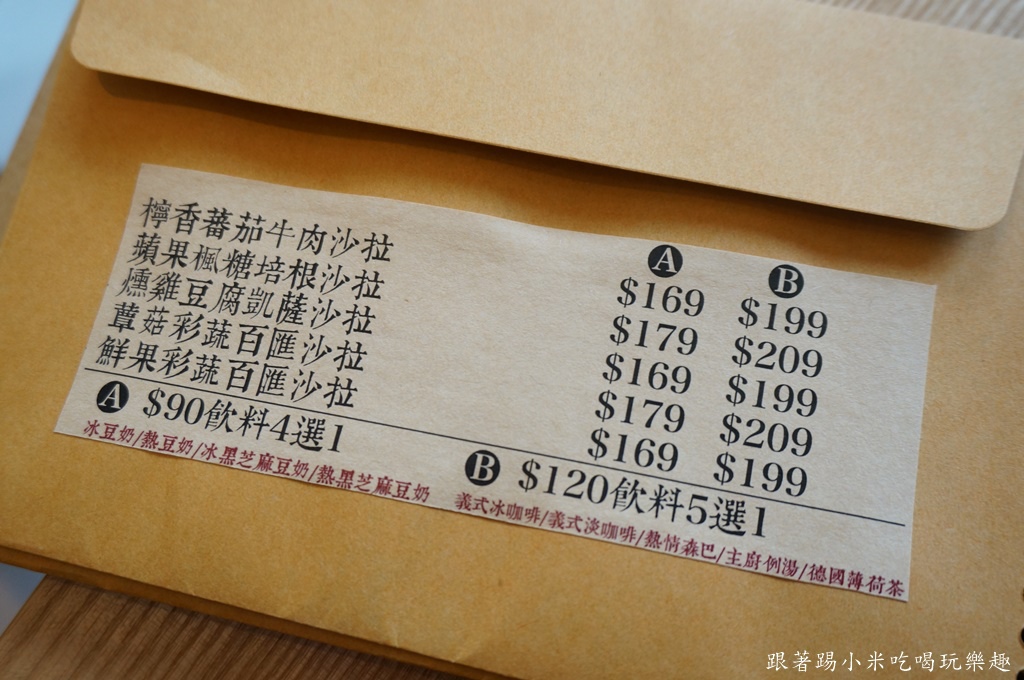 Ⓐ Ⓑ
檸香蕃茄牛肉沙拉 $169 $199
蘋果楓糖培根沙拉 $179 $209
燻雞豆腐凱薩沙拉 $169 $199
蕈菇彩蔬百匯沙拉 $179 $209
鮮果彩蔬百匯沙拉 $169 $199
Ⓐ $90飲料4選1
冰豆奶/熱豆奶/冰黑芝麻豆奶/熱黑芝麻豆奶
Ⓑ $120飲料5選1
義式冰咖啡/義式淡咖啡/熱情森巴/主廚例湯/德國薄荷茶
跟著踢小米吃喝玩樂趣